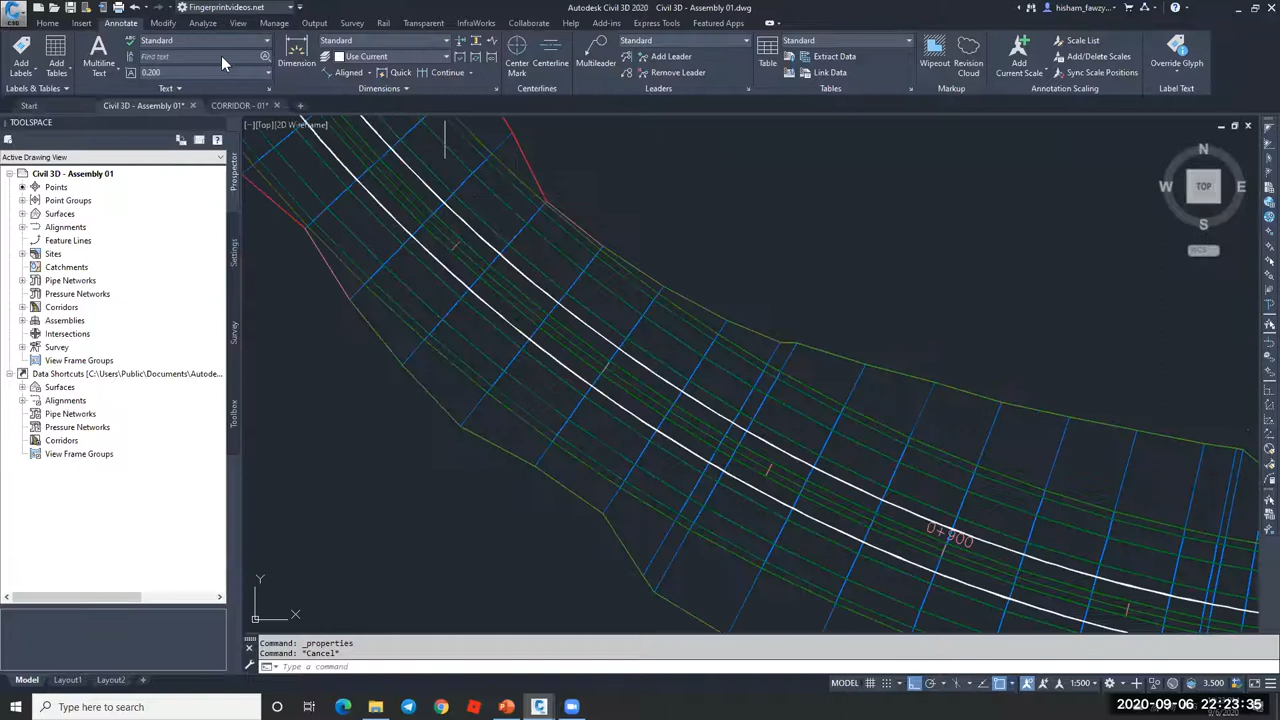 C3D
Fingerprintvideos.net
Autodesk Civil 3D 2020 Civil 3D - Assembly 01.dwg
hisham_fawzy...
Home Insert Annotate Modify Analyze View Manage Output Survey Rail Transparent InfraWorks Collaborate Help Add-ins Express Tools Featured Apps
Add Labels
Add Tables
Labels & Tables
Multiline Text
Standard
Find text
0.200
Text
Dimension
Standard
Use Current
Aligned Quick Continue
Dimensions
Center Mark
Centerline
Centerlines
Multileader
Standard
Add Leader
Remove Leader
Leaders
Table
Standard
Extract Data
Link Data
Tables
Wipeout
Revision Cloud
Markup
Add Current Scale
Scale List
Add/Delete Scales
Sync Scale Positions
Annotation Scaling
Override Glyph
Label Text
Start Civil 3D - Assembly 01* CORRIDOR - 01*
TOOLSPACE
Active Drawing View
Civil 3D - Assembly 01
Points
Point Groups
Surfaces
Alignments
Feature Lines
Sites
Catchments
Pipe Networks
Pressure Networks
Corridors
Assemblies
Intersections
Survey
View Frame Groups
Data Shortcuts [C:\Users\Public\Documents\Autode...
Surfaces
Alignments
Pipe Networks
Pressure Networks
Corridors
View Frame Groups
Prospector
Settings
Survey
Toolbox
[−][Top][2D Wireframe]
N
W TOP E
S
WCS
0+900
Y
X
Command: _properties
Command: *Cancel*
Type a command
Model Layout1 Layout2
MODEL 1:500 3.500
Type here to search
2020-09-06 22:23:35